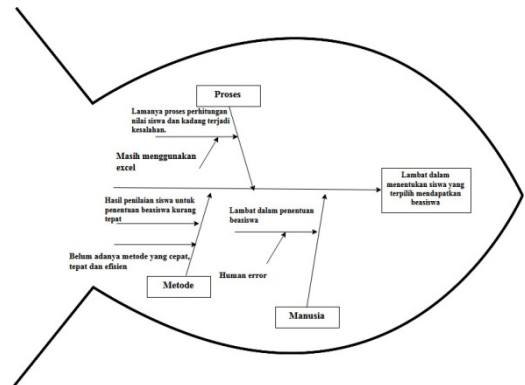 Proses
Lamanya proses perhitungan
nilai siswa dan kadang terjadi
kesalahan.
Masih menggunakan
excel
Lambat dalam
menentukan siswa yang
terpilih mendapatkan
beasiswa
Hasil penilaian siswa untuk
penentuan beasiswa kurang
tepat
Lambat dalam penentuan
beasiswa
Belum adanya metode yang cepat,
tepat dan efisien
Human error
Metode
Manusia